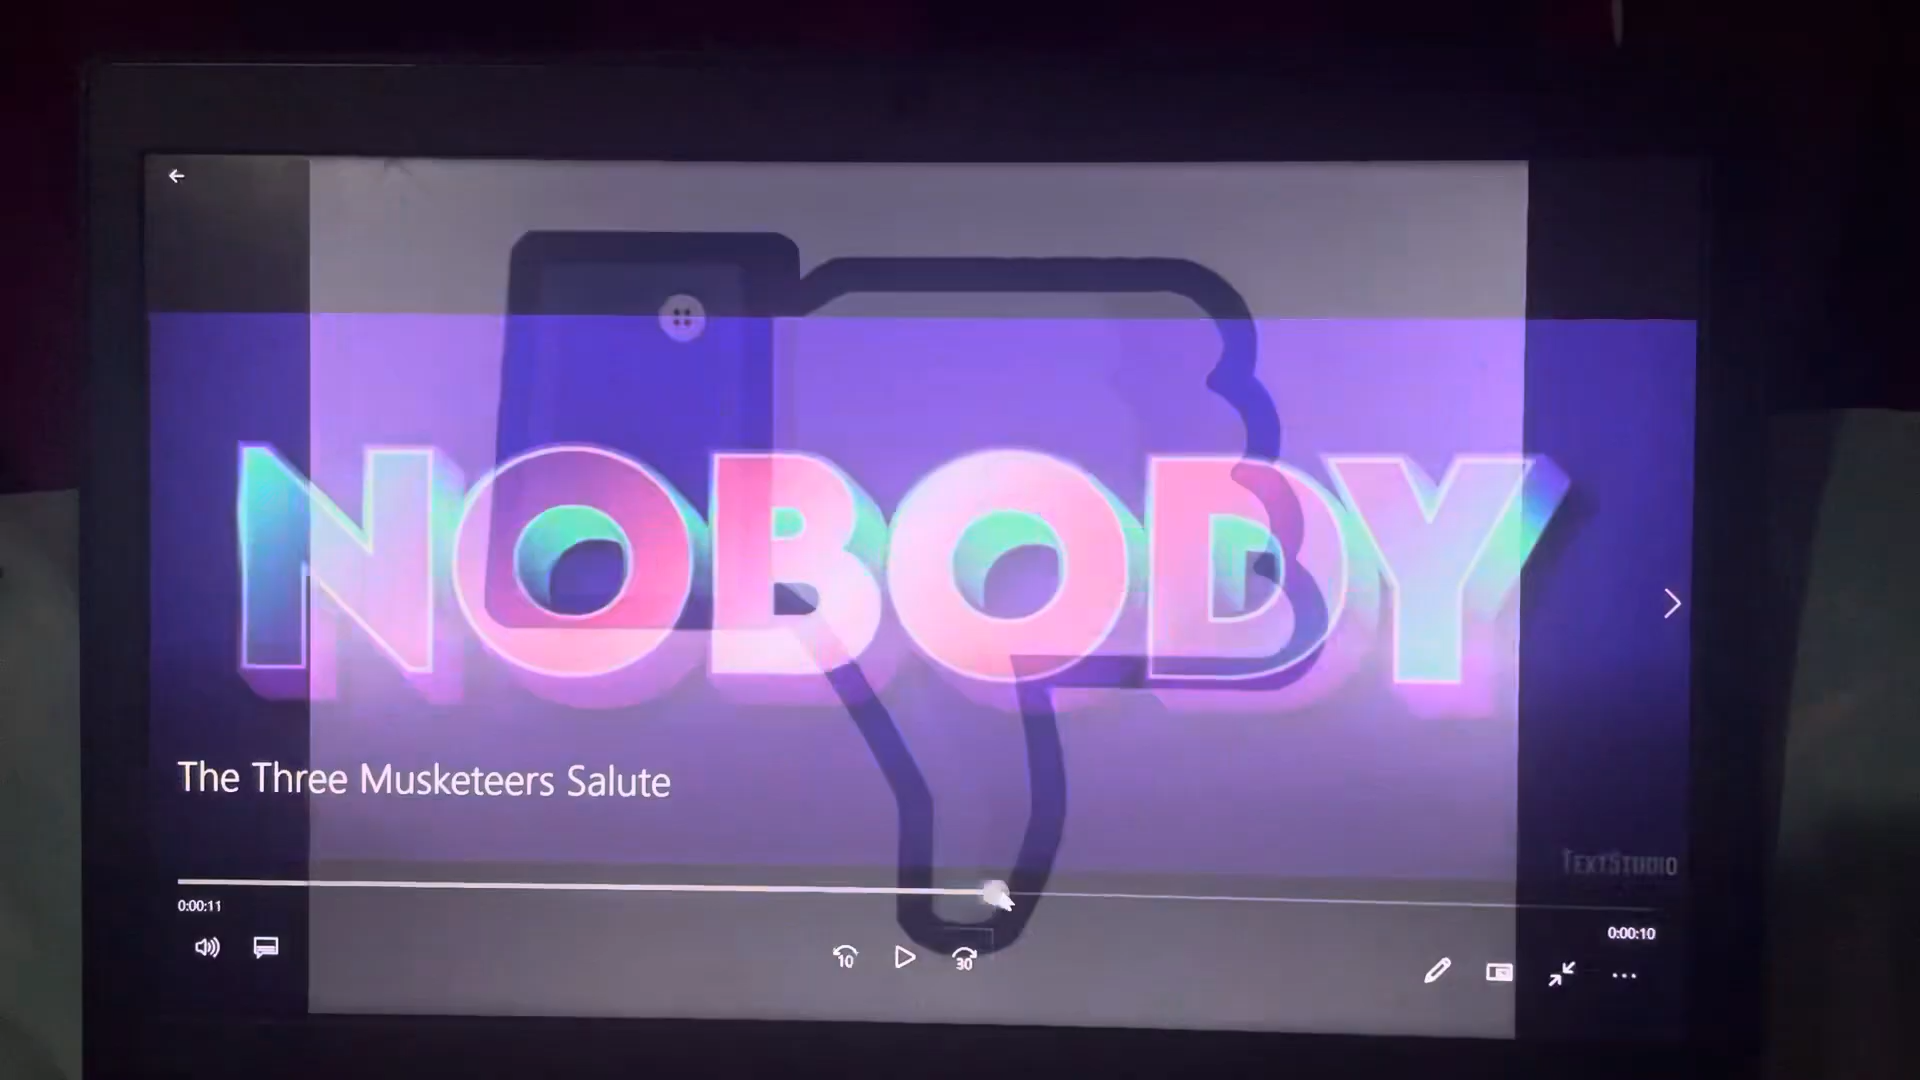 NOBODY
The Three Musketeers Salute
TEXTSTUDIO
0:00:11
0:00:10
10
30